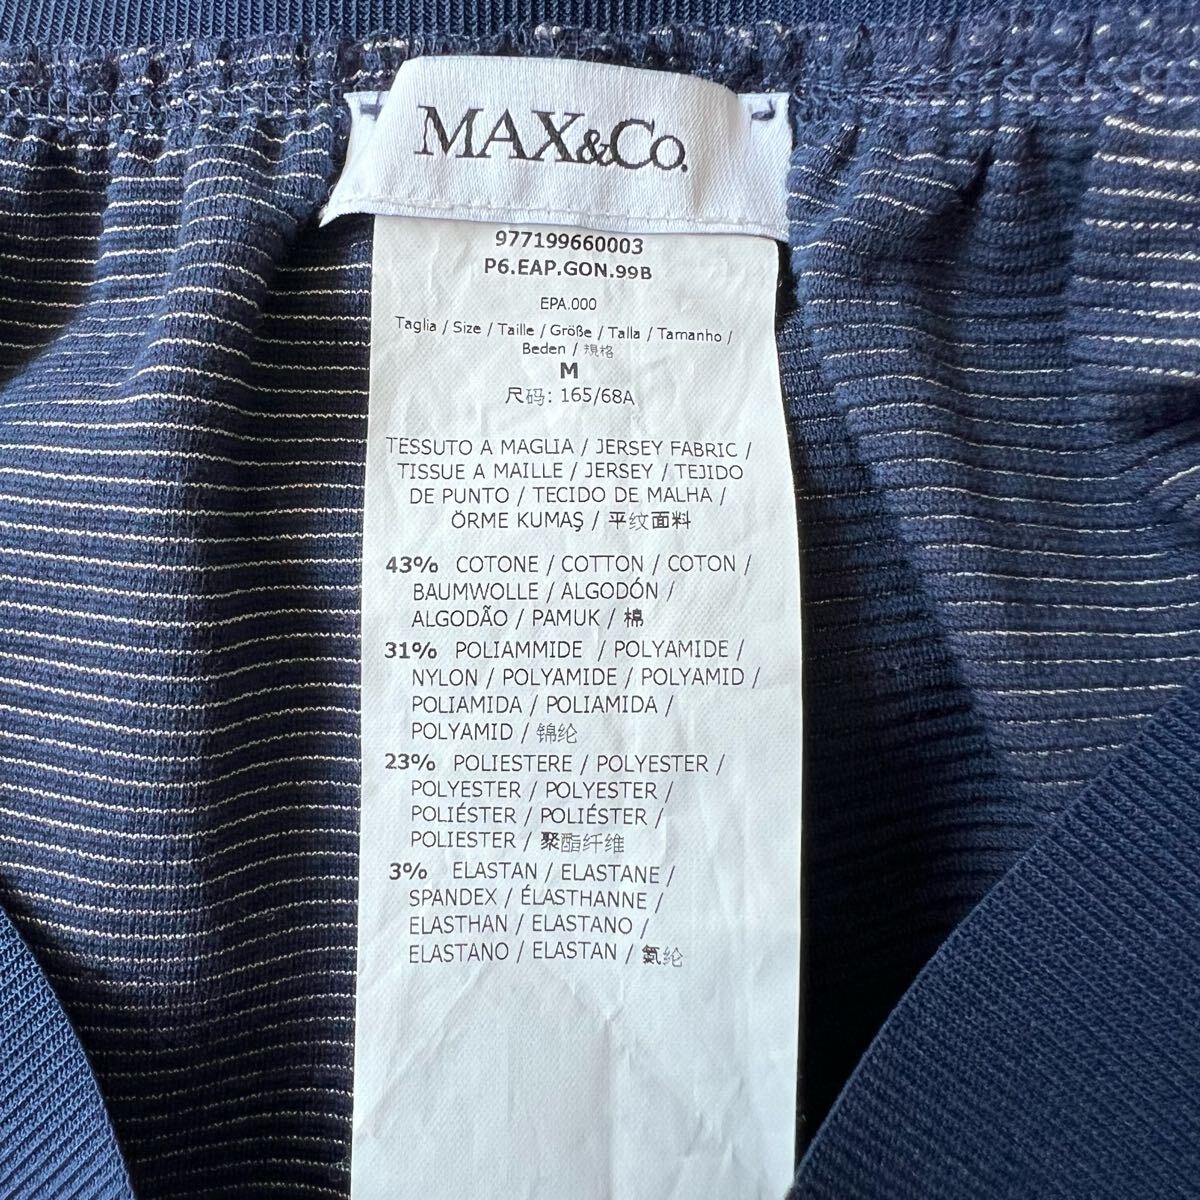 MAX&Co.
977199660003
P6.EAP.GON.99B
EPA.000
Taglia / Size / Taille / Größe / Talla / Tamanho /
Beden / 规格
M
尺码: 165/68A
TESSUTO A MAGLIA / JERSEY FABRIC /
TISSUE A MAILLE / JERSEY / TEJIDO
DE PUNTO / TECIDO DE MALHA /
ÖRME KUMAŞ / 平纹面料
43% COTONE / COTTON / COTON /
BAUMWOLLE / ALGODÓN /
ALGODÃO / PAMUK / 棉
31% POLIAMMIDE / POLYAMIDE /
NYLON / POLYAMIDE / POLYAMID /
POLIAMIDA / POLIAMIDA /
POLYAMID / 锦纶
23% POLIESTERE / POLYESTER /
POLYESTER / POLYESTER /
POLIÉSTER / POLIÉSTER /
POLIESTER / 聚酯纤维
3% ELASTAN / ELASTANE /
SPANDEX / ÉLASTHANNE /
ELASTHAN / ELASTANO /
ELASTANO / ELASTAN / 氨纶